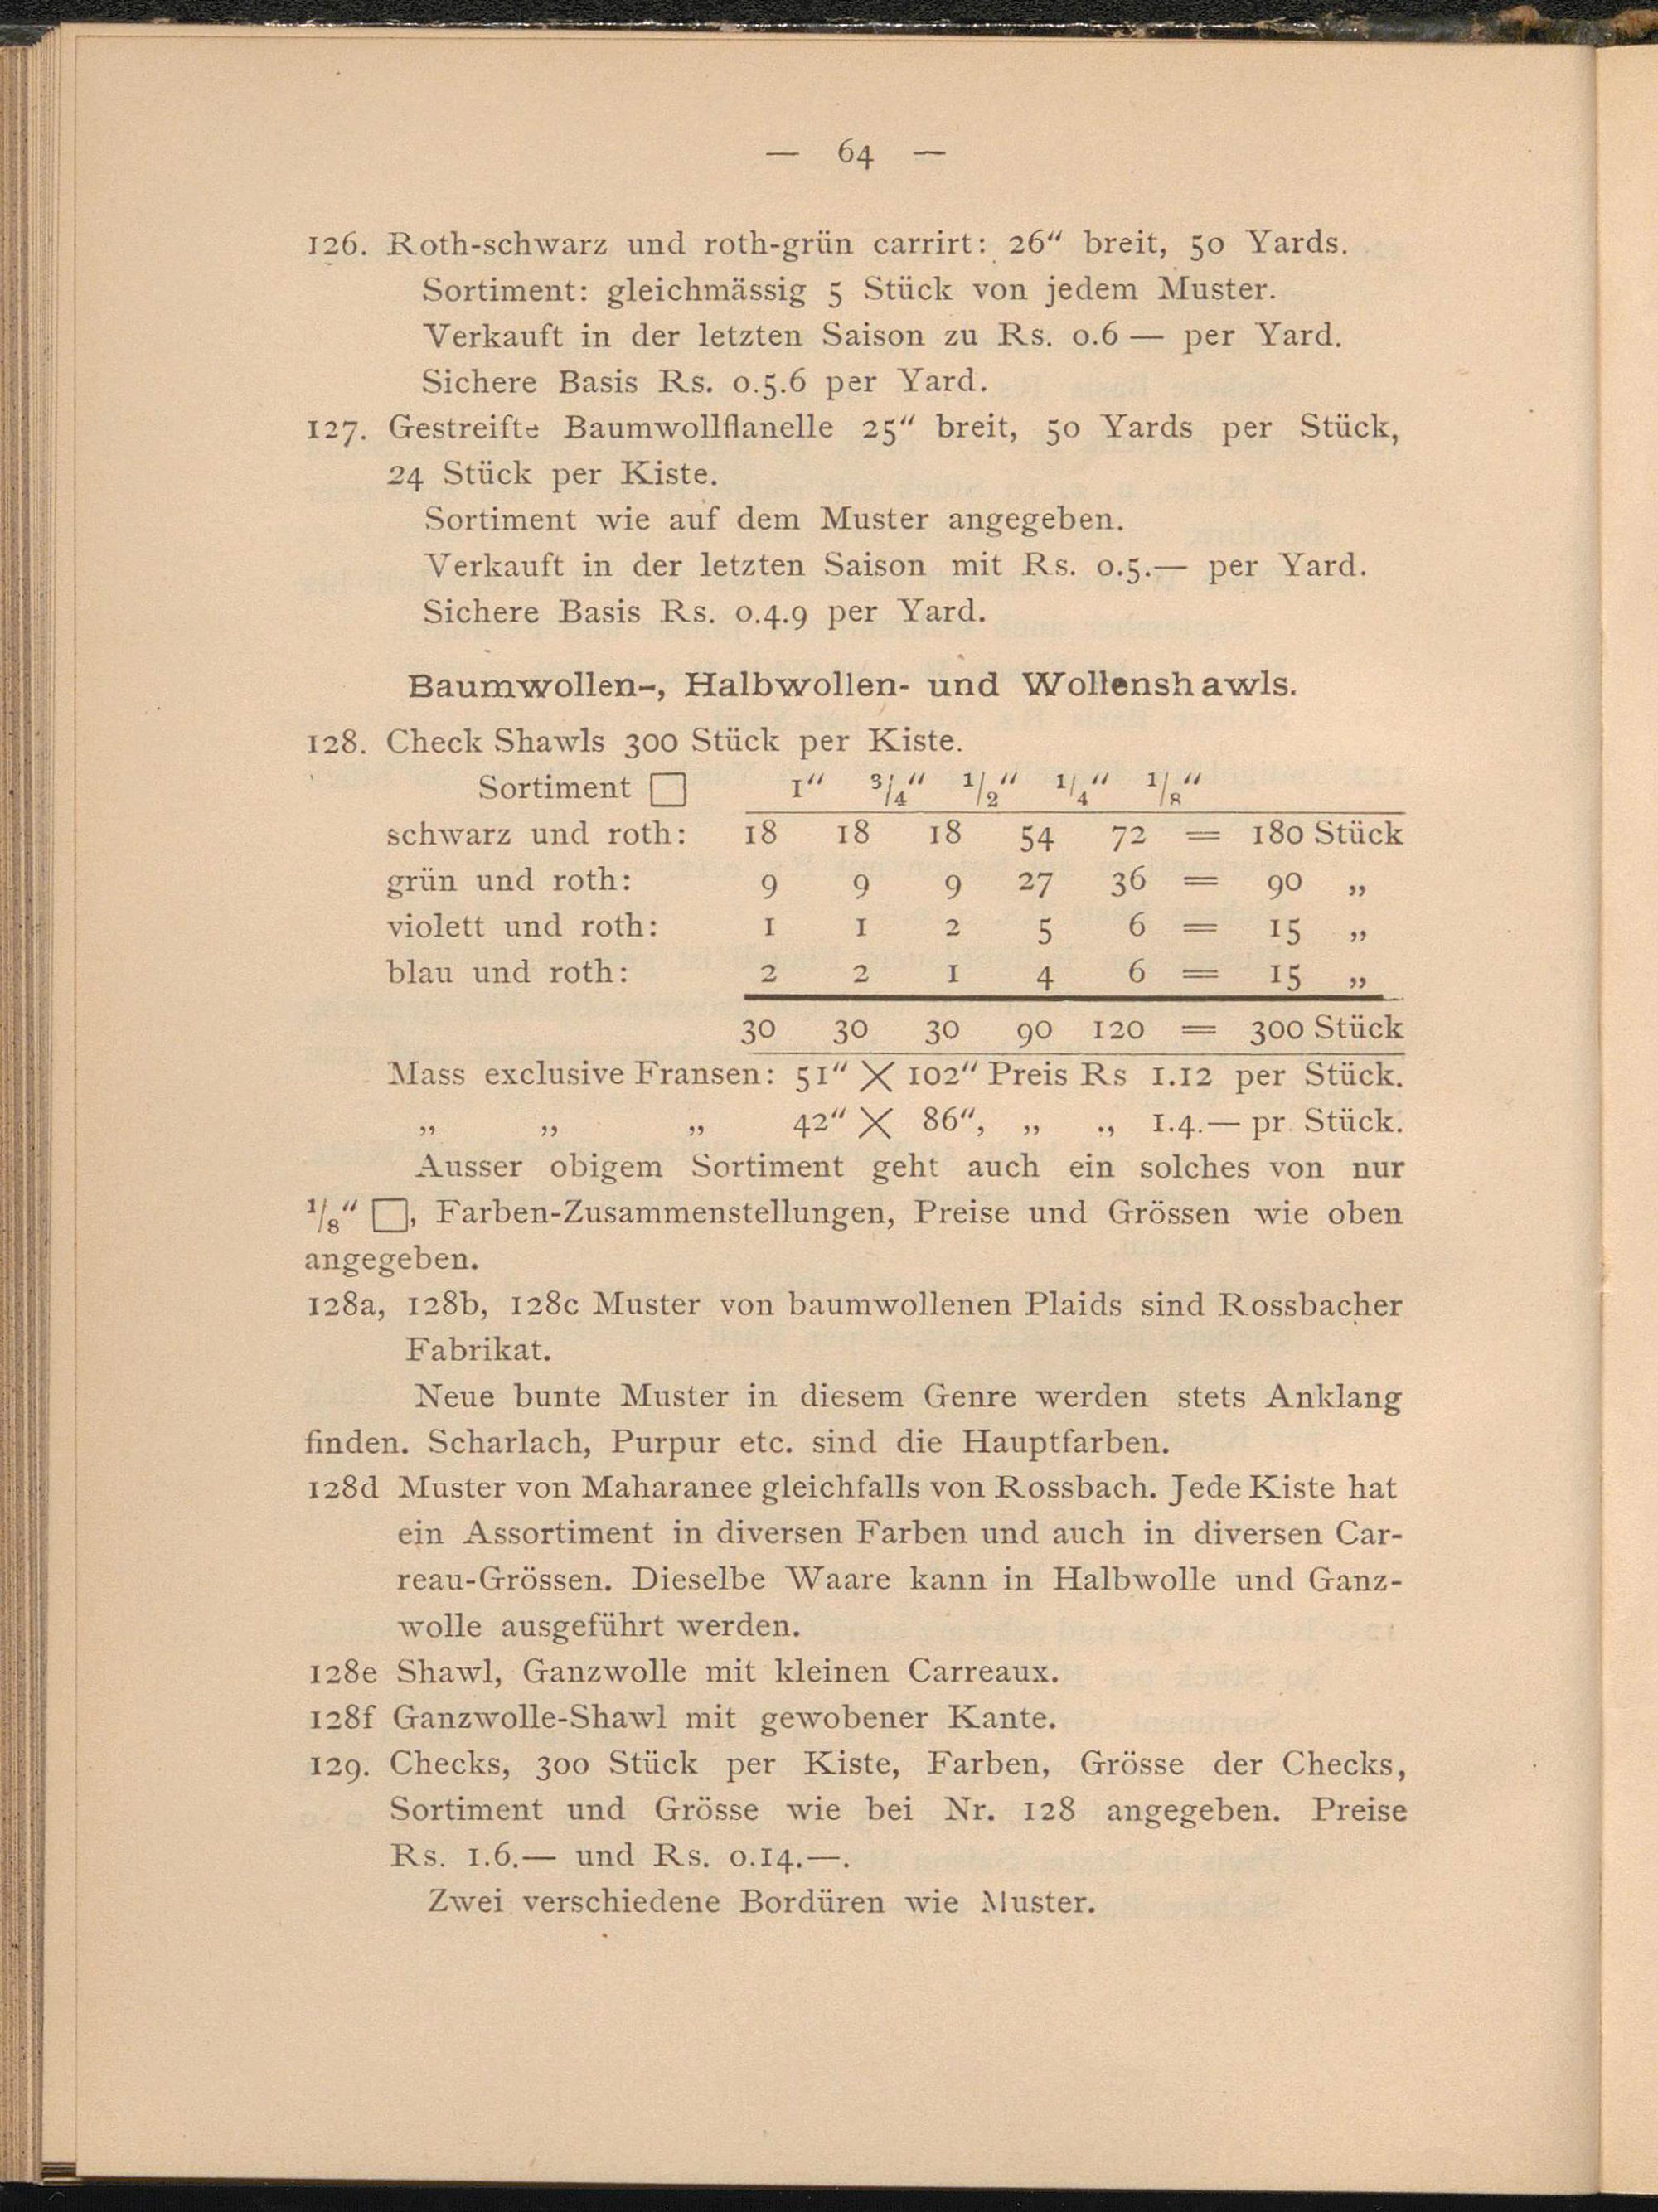 — 64 —
126. Roth-schwarz und roth-grün carrirt: 26" breit, 50 Yards.
Sortiment: gleichmässig 5 Stück von jedem Muster.
Verkauft in der letzten Saison zu Rs. 0.6 — per Yard.
Sichere Basis Rs. 0.5.6 per Yard.
127. Gestreifte Baumwollflanelle 25" breit, 50 Yards per Stück,
24 Stück per Kiste.
Sortiment wie auf dem Muster angegeben.
Verkauft in der letzten Saison mit Rs. 0.5.— per Yard.
Sichere Basis Rs. 0.4.9 per Yard.
Baumwollen-, Halbwollen- und Wollenshawls.
128. Check Shawls 300 Stück per Kiste.
Sortiment □ 1" 3/4" 1/2" 1/4" 1/8"
schwarz und roth: 18 18 18 54 72 = 180 Stück
grün und roth: 9 9 9 27 36 = 90 „
violett und roth: 1 1 2 5 6 = 15 „
blau und roth: 2 2 1 4 6 = 15 „
30 30 30 90 120 = 300 Stück
Mass exclusive Fransen: 51" X 102" Preis Rs 1.12 per Stück.
„ „ „ 42" X 86", „ „ 1.4.— pr. Stück.
Ausser obigem Sortiment geht auch ein solches von nur
1/8" □, Farben-Zusammenstellungen, Preise und Grössen wie oben
angegeben.
128a, 128b, 128c Muster von baumwollenen Plaids sind Rossbacher
Fabrikat.
Neue bunte Muster in diesem Genre werden stets Anklang
finden. Scharlach, Purpur etc. sind die Hauptfarben.
128d Muster von Maharanee gleichfalls von Rossbach. Jede Kiste hat
ein Assortiment in diversen Farben und auch in diversen Car-
reau-Grössen. Dieselbe Waare kann in Halbwolle und Ganz-
wolle ausgeführt werden.
128e Shawl, Ganzwolle mit kleinen Carreaux.
128f Ganzwolle-Shawl mit gewobener Kante.
129. Checks, 300 Stück per Kiste, Farben, Grösse der Checks,
Sortiment und Grösse wie bei Nr. 128 angegeben. Preise
Rs. 1.6.— und Rs. 0.14.—.
Zwei verschiedene Bordüren wie Muster.